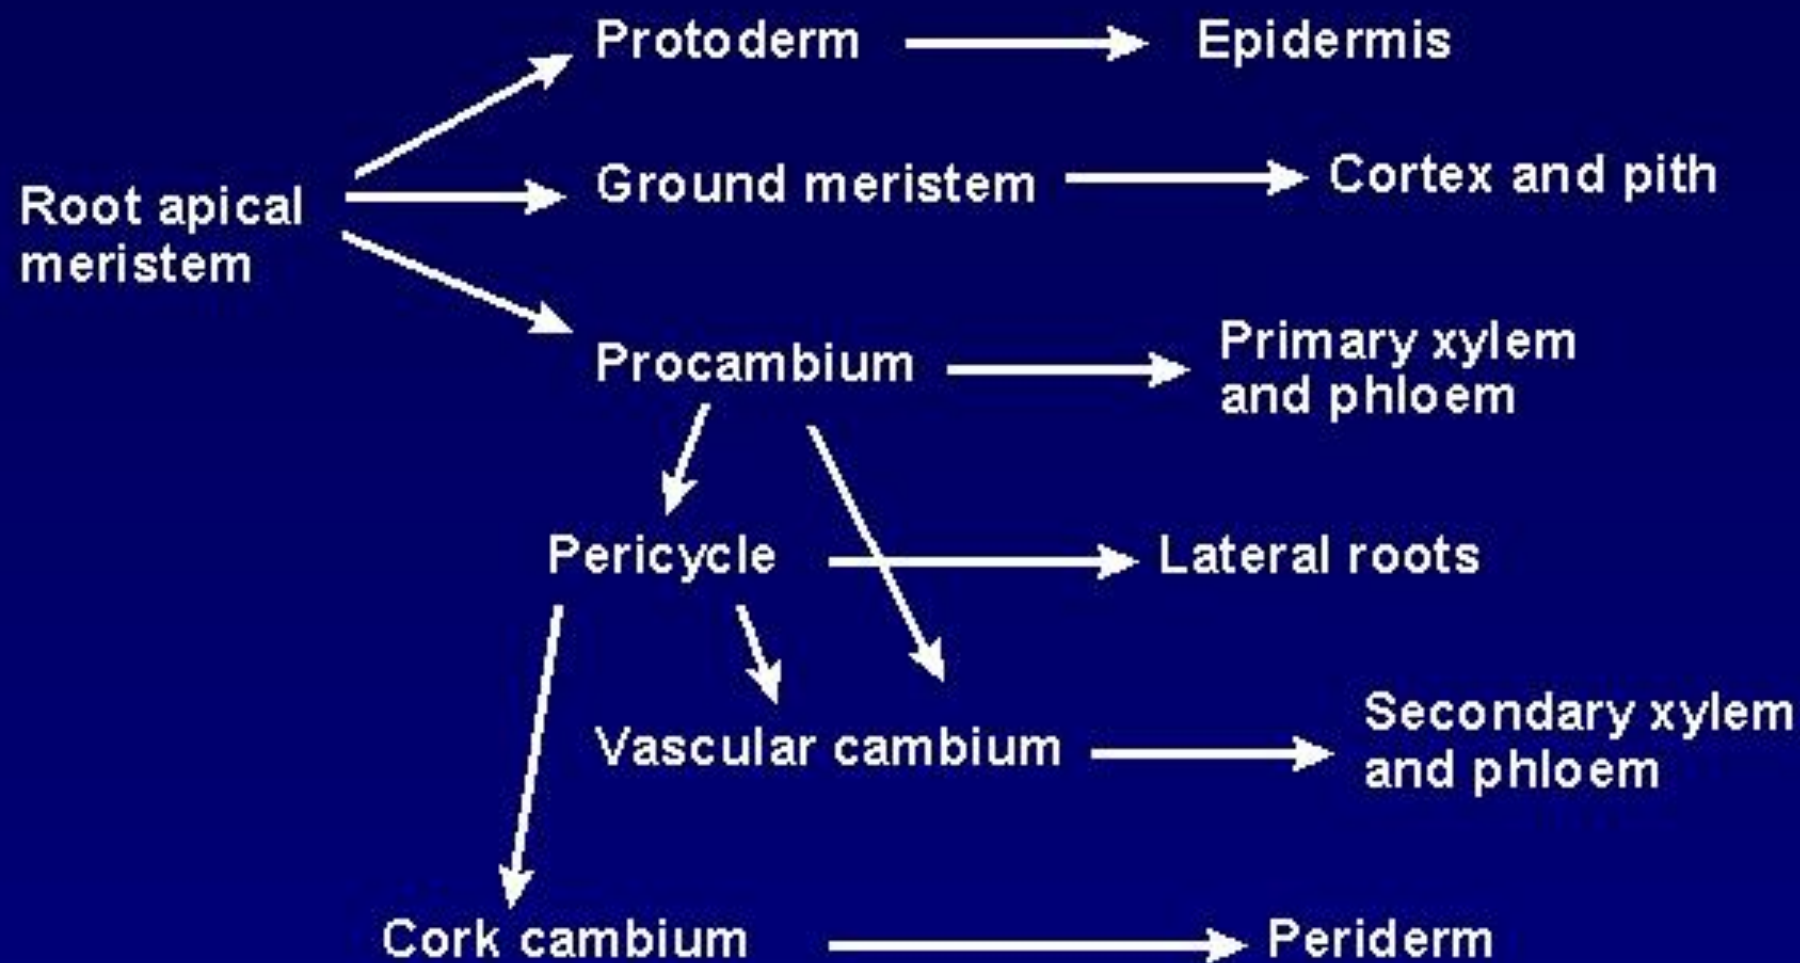 Protoderm
Epidermis
Root apical
meristem
Ground meristem
Cortex and pith
Procambium
Primary xylem
and phloem
Pericycle
Lateral roots
Vascular cambium
Secondary xylem
and phloem
Cork cambium
Periderm